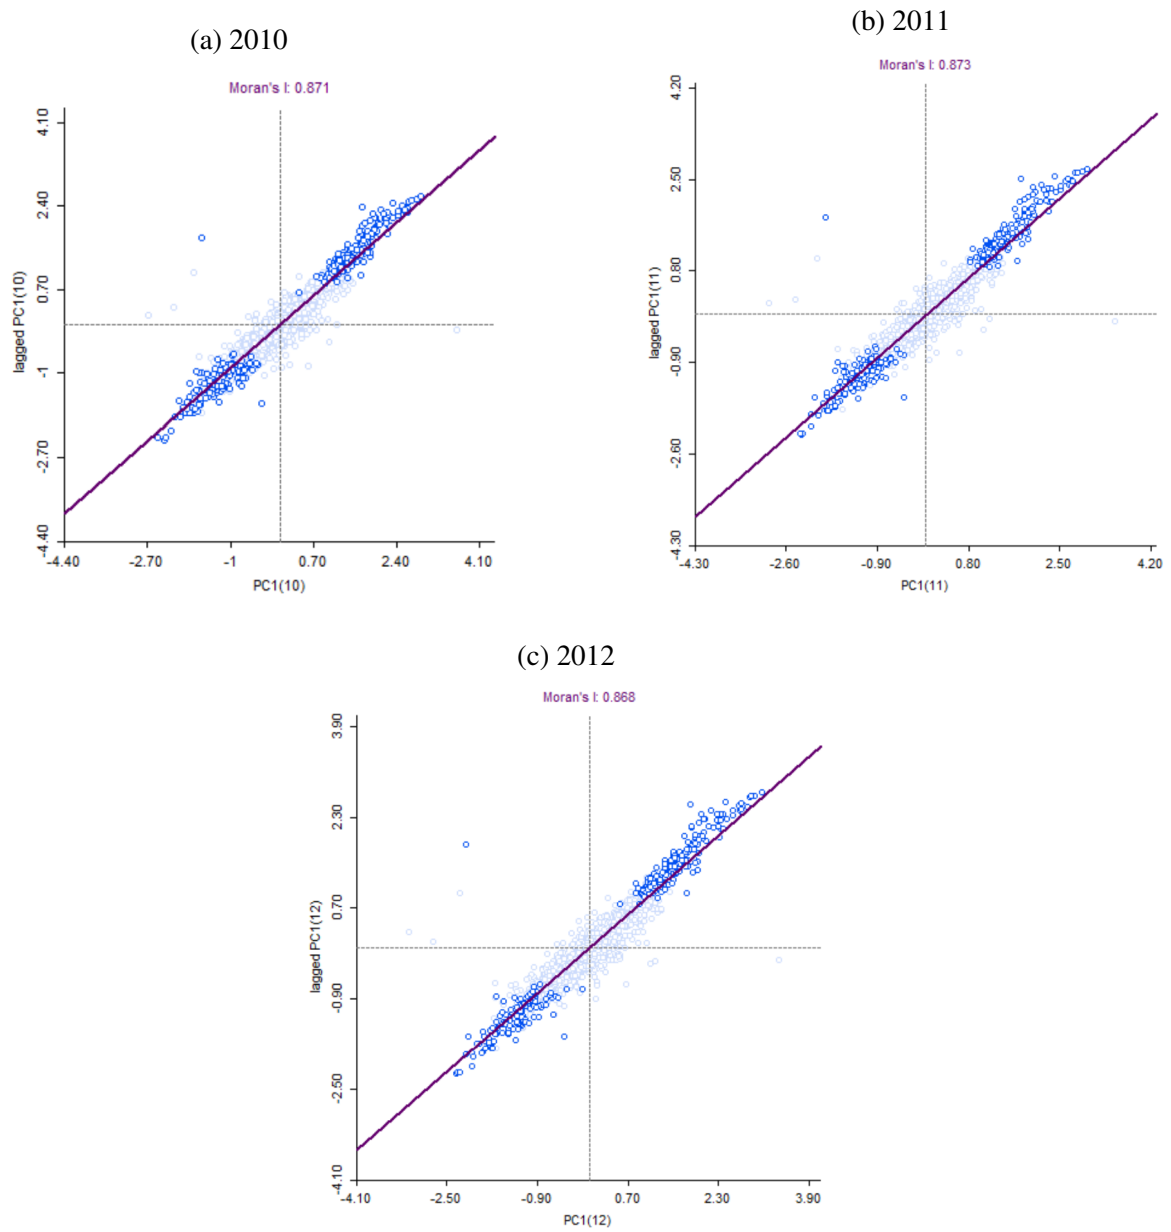 (a) 2010
Moran's I: 0.871
4.10
2.40
0.70
-1
-2.70
-4.40
lagged PC1(10)
-4.40 -2.70 -1 0.70 2.40 4.10
PC1(10)
(b) 2011
Moran's I: 0.873
4.20
2.50
0.80
-0.90
-2.60
-4.30
lagged PC1(11)
-4.30 -2.60 -0.90 0.80 2.50 4.20
PC1(11)
(c) 2012
Moran's I: 0.868
3.90
2.30
0.70
-0.90
-2.50
-4.10
lagged PC1(12)
-4.10 -2.50 -0.90 0.70 2.30 3.90
PC1(12)